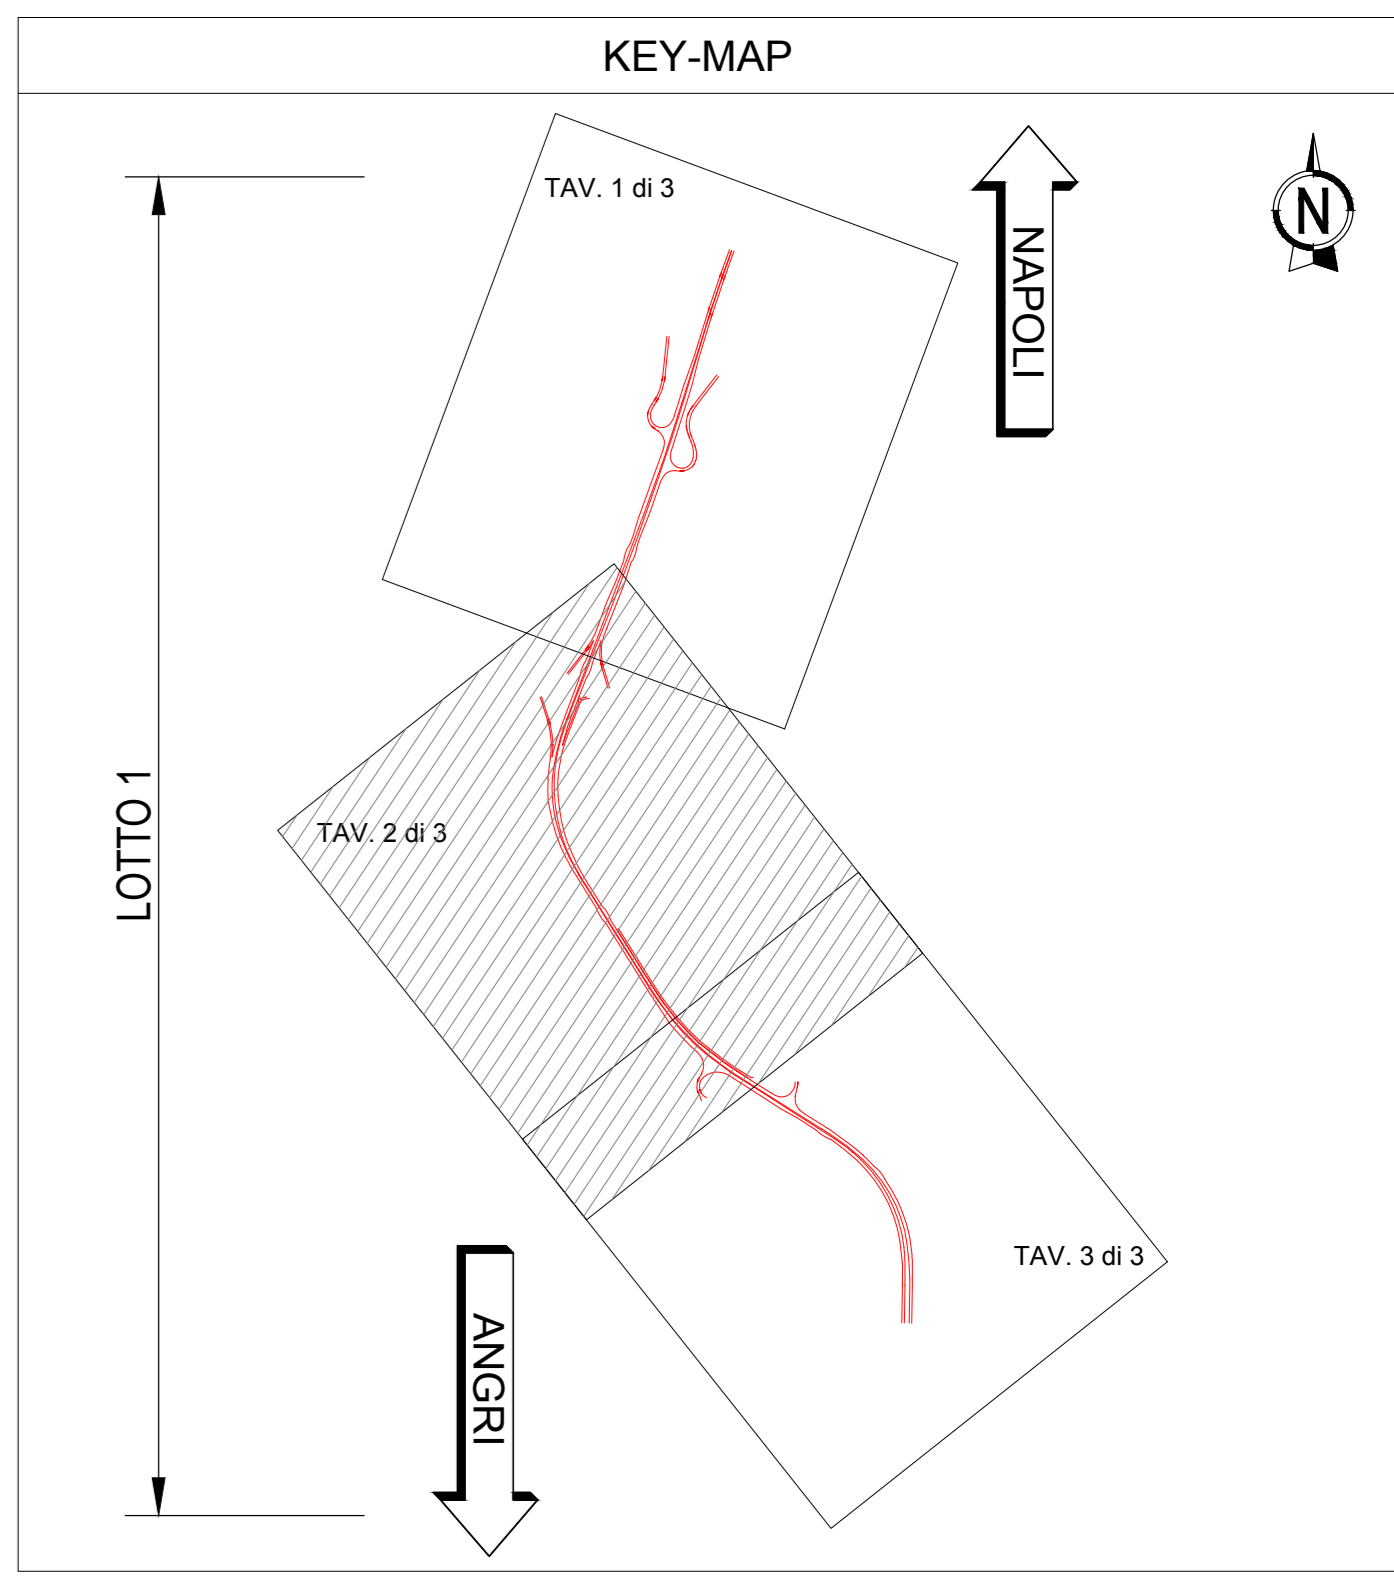 KEY-MAP
TAV. 1 di 3
NAPOLI
N
LOTTO 1
TAV. 2 di 3
TAV. 3 di 3
ANGRI